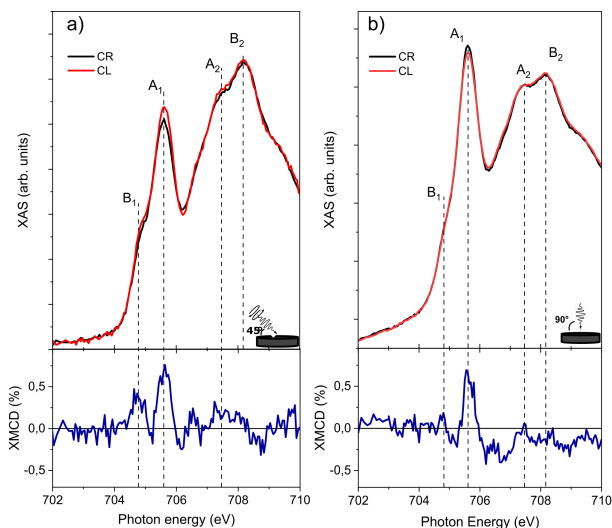 a)
CR
CL
B₁
A₁
A₂
B₂
XAS (arb. units)
45°
XMCD (%)
0,5
0,0
-0,5
702
704
706
708
710
Photon energy (eV)
b)
CR
CL
B₁
A₁
A₂
B₂
XAS (arb. units)
90°
XMCD (%)
0,5
0,0
-0,5
702
704
706
708
710
Photon energy (eV)